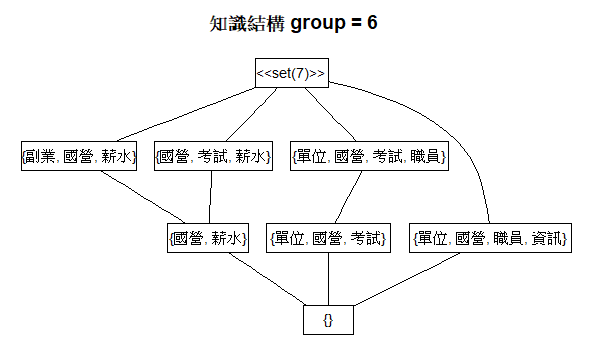 知識結構 group = 6
<<set(7)>>
{副業, 國營, 薪水} {國營, 考試, 薪水} {單位, 國營, 考試, 職員}
{國營, 薪水} {單位, 國營, 考試} {單位, 國營, 職員, 資訊}
{}